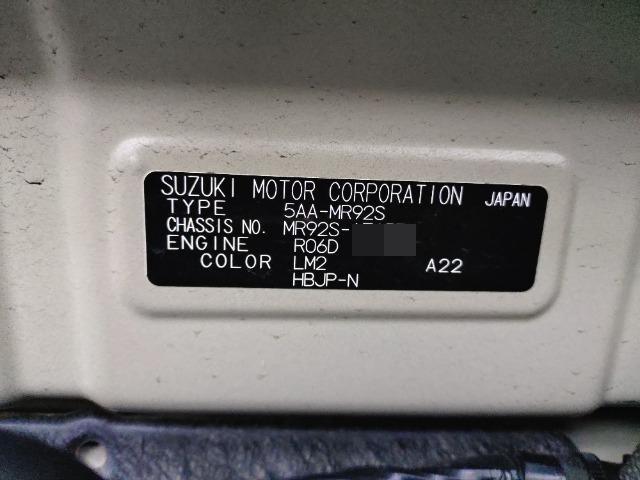 SUZUKI MOTOR CORPORATION JAPAN
TYPE 5AA-MR92S
CHASSIS NO. MR92S-
ENGINE R06D
COLOR LM2 A22
HBJP-N